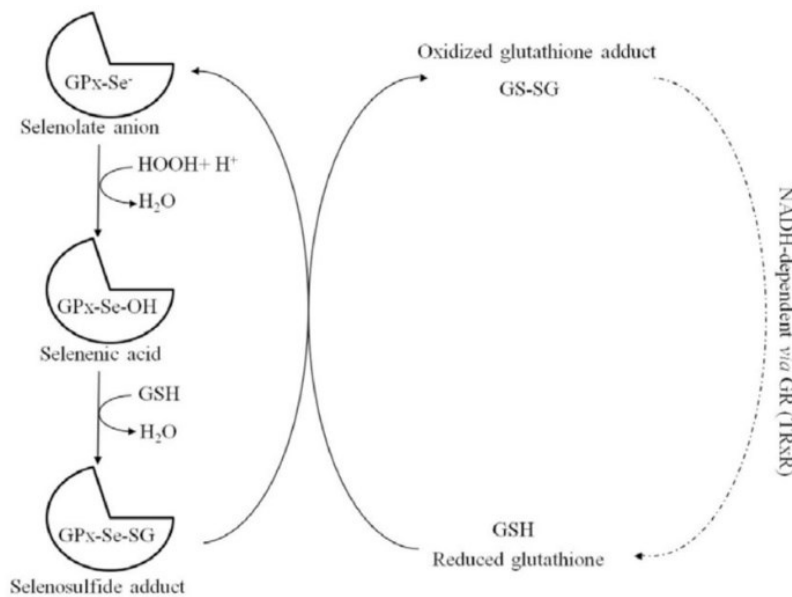 GPx-Se⁻
Selenolate anion
HOOH+ H⁺
H₂O
GPx-Se-OH
Selenenic acid
GSH
H₂O
GPx-Se-SG
Selenosulfide adduct
Oxidized glutathione adduct
GS-SG
GSH
Reduced glutathione
NADH-dependent via GR (TRxR)